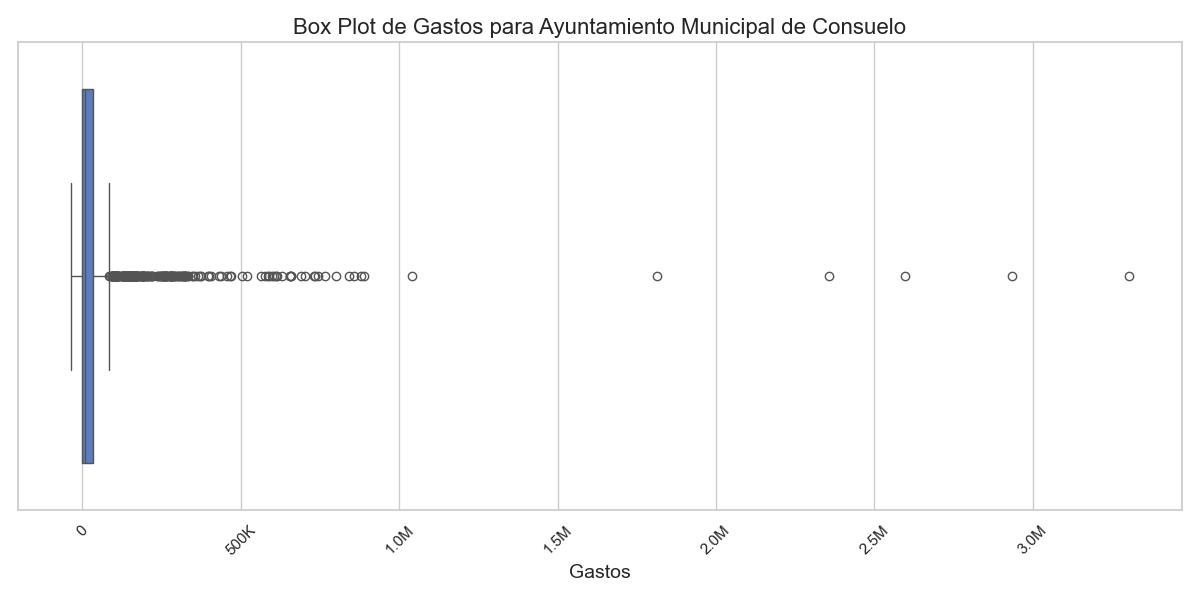 Box Plot de Gastos para Ayuntamiento Municipal de Consuelo
0
500K
1.0M
1.5M
2.0M
2.5M
3.0M
Gastos